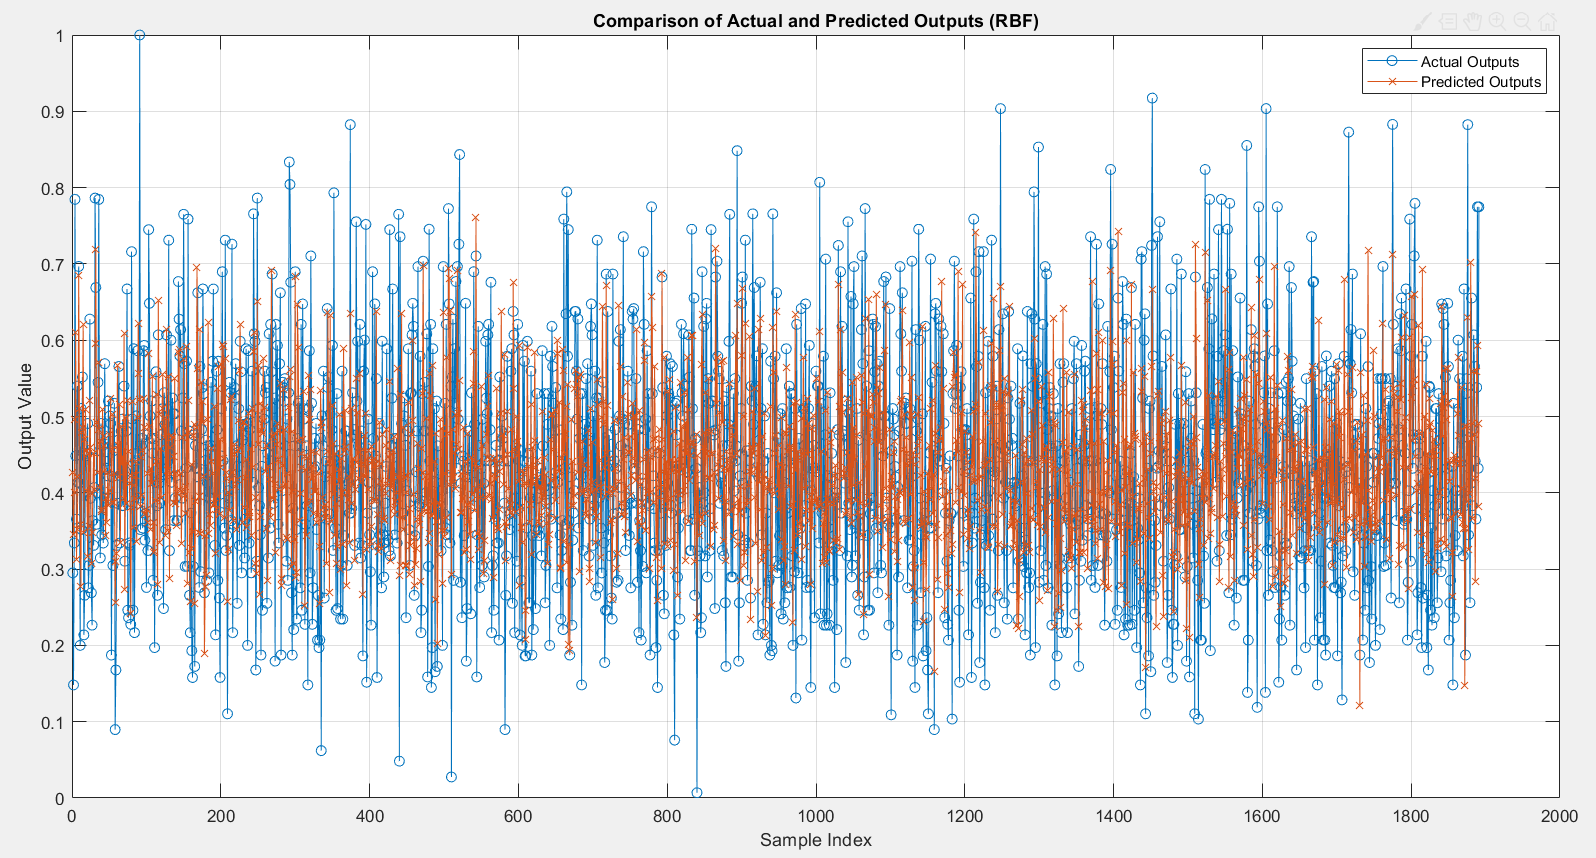 Comparison of Actual and Predicted Outputs (RBF)
Actual Outputs
Predicted Outputs
1
0.9
0.8
0.7
0.6
0.5
0.4
0.3
0.2
0.1
0
Output Value
0 200 400 600 800 1000 1200 1400 1600 1800 2000
Sample Index